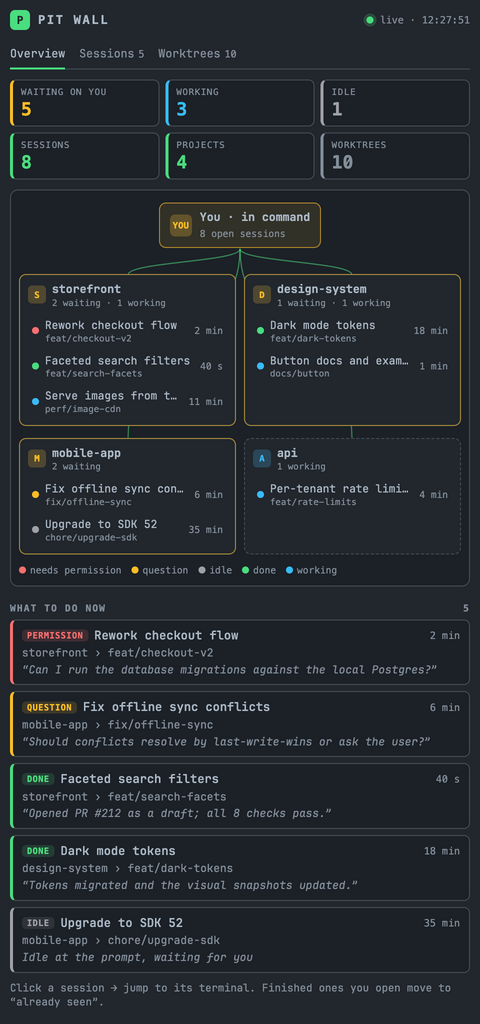 P PIT WALL
live · 12:27:51
Overview Sessions 5 Worktrees 10
WAITING ON YOU
5
WORKING
3
IDLE
1
SESSIONS
8
PROJECTS
4
WORKTREES
10
YOU You · in command
8 open sessions
S storefront
2 waiting · 1 working
Rework checkout flow 2 min
feat/checkout-v2
Faceted search filters 40 s
feat/search-facets
Serve images from t… 11 min
perf/image-cdn
D design-system
1 waiting · 1 working
Dark mode tokens 18 min
feat/dark-tokens
Button docs and exam… 1 min
docs/button
M mobile-app
2 waiting
Fix offline sync con… 6 min
fix/offline-sync
Upgrade to SDK 52 35 min
chore/upgrade-sdk
A api
1 working
Per-tenant rate limi… 4 min
feat/rate-limits
needs permission question idle done working
WHAT TO DO NOW 5
PERMISSION Rework checkout flow 2 min
storefront › feat/checkout-v2
“Can I run the database migrations against the local Postgres?”
QUESTION Fix offline sync conflicts 6 min
mobile-app › fix/offline-sync
“Should conflicts resolve by last-write-wins or ask the user?”
DONE Faceted search filters 40 s
storefront › feat/search-facets
“Opened PR #212 as a draft; all 8 checks pass.”
DONE Dark mode tokens 18 min
design-system › feat/dark-tokens
“Tokens migrated and the visual snapshots updated.”
IDLE Upgrade to SDK 52 35 min
mobile-app › chore/upgrade-sdk
Idle at the prompt, waiting for you
Click a session → jump to its terminal. Finished ones you open move to
“already seen”.